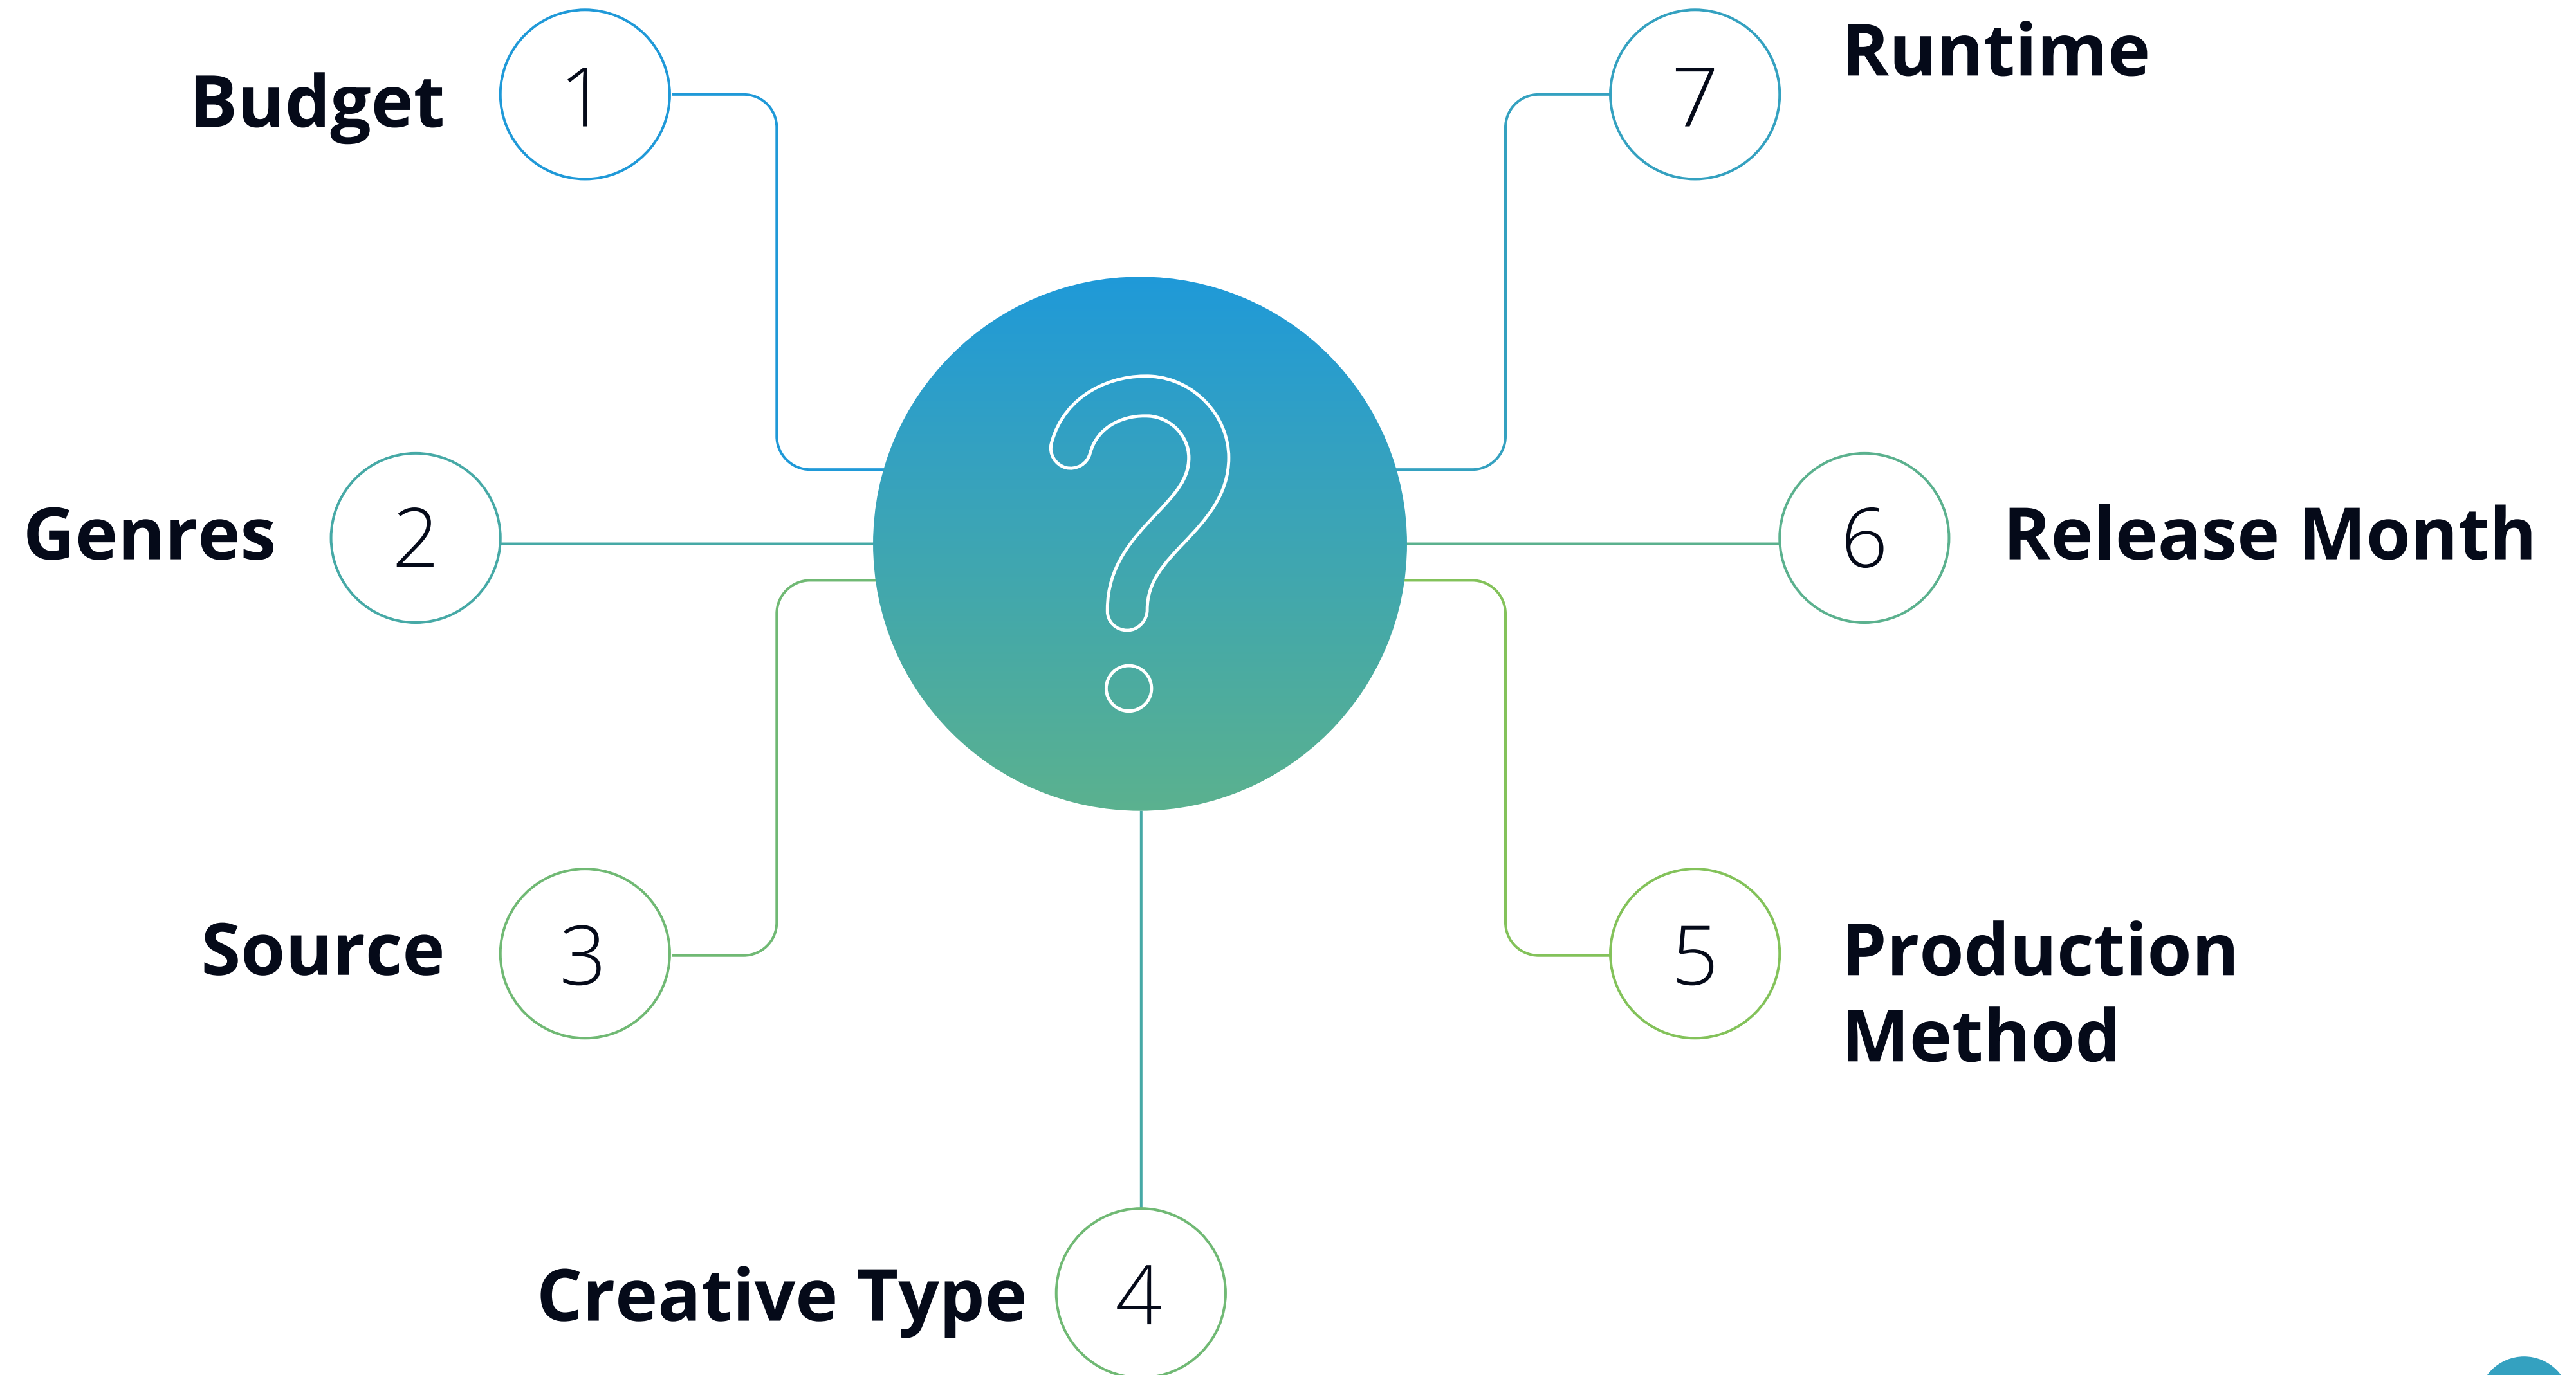 1
Budget
2
Genres
3
Source
4
Creative Type
5
Production
Method
6
Release Month
7
Runtime
?